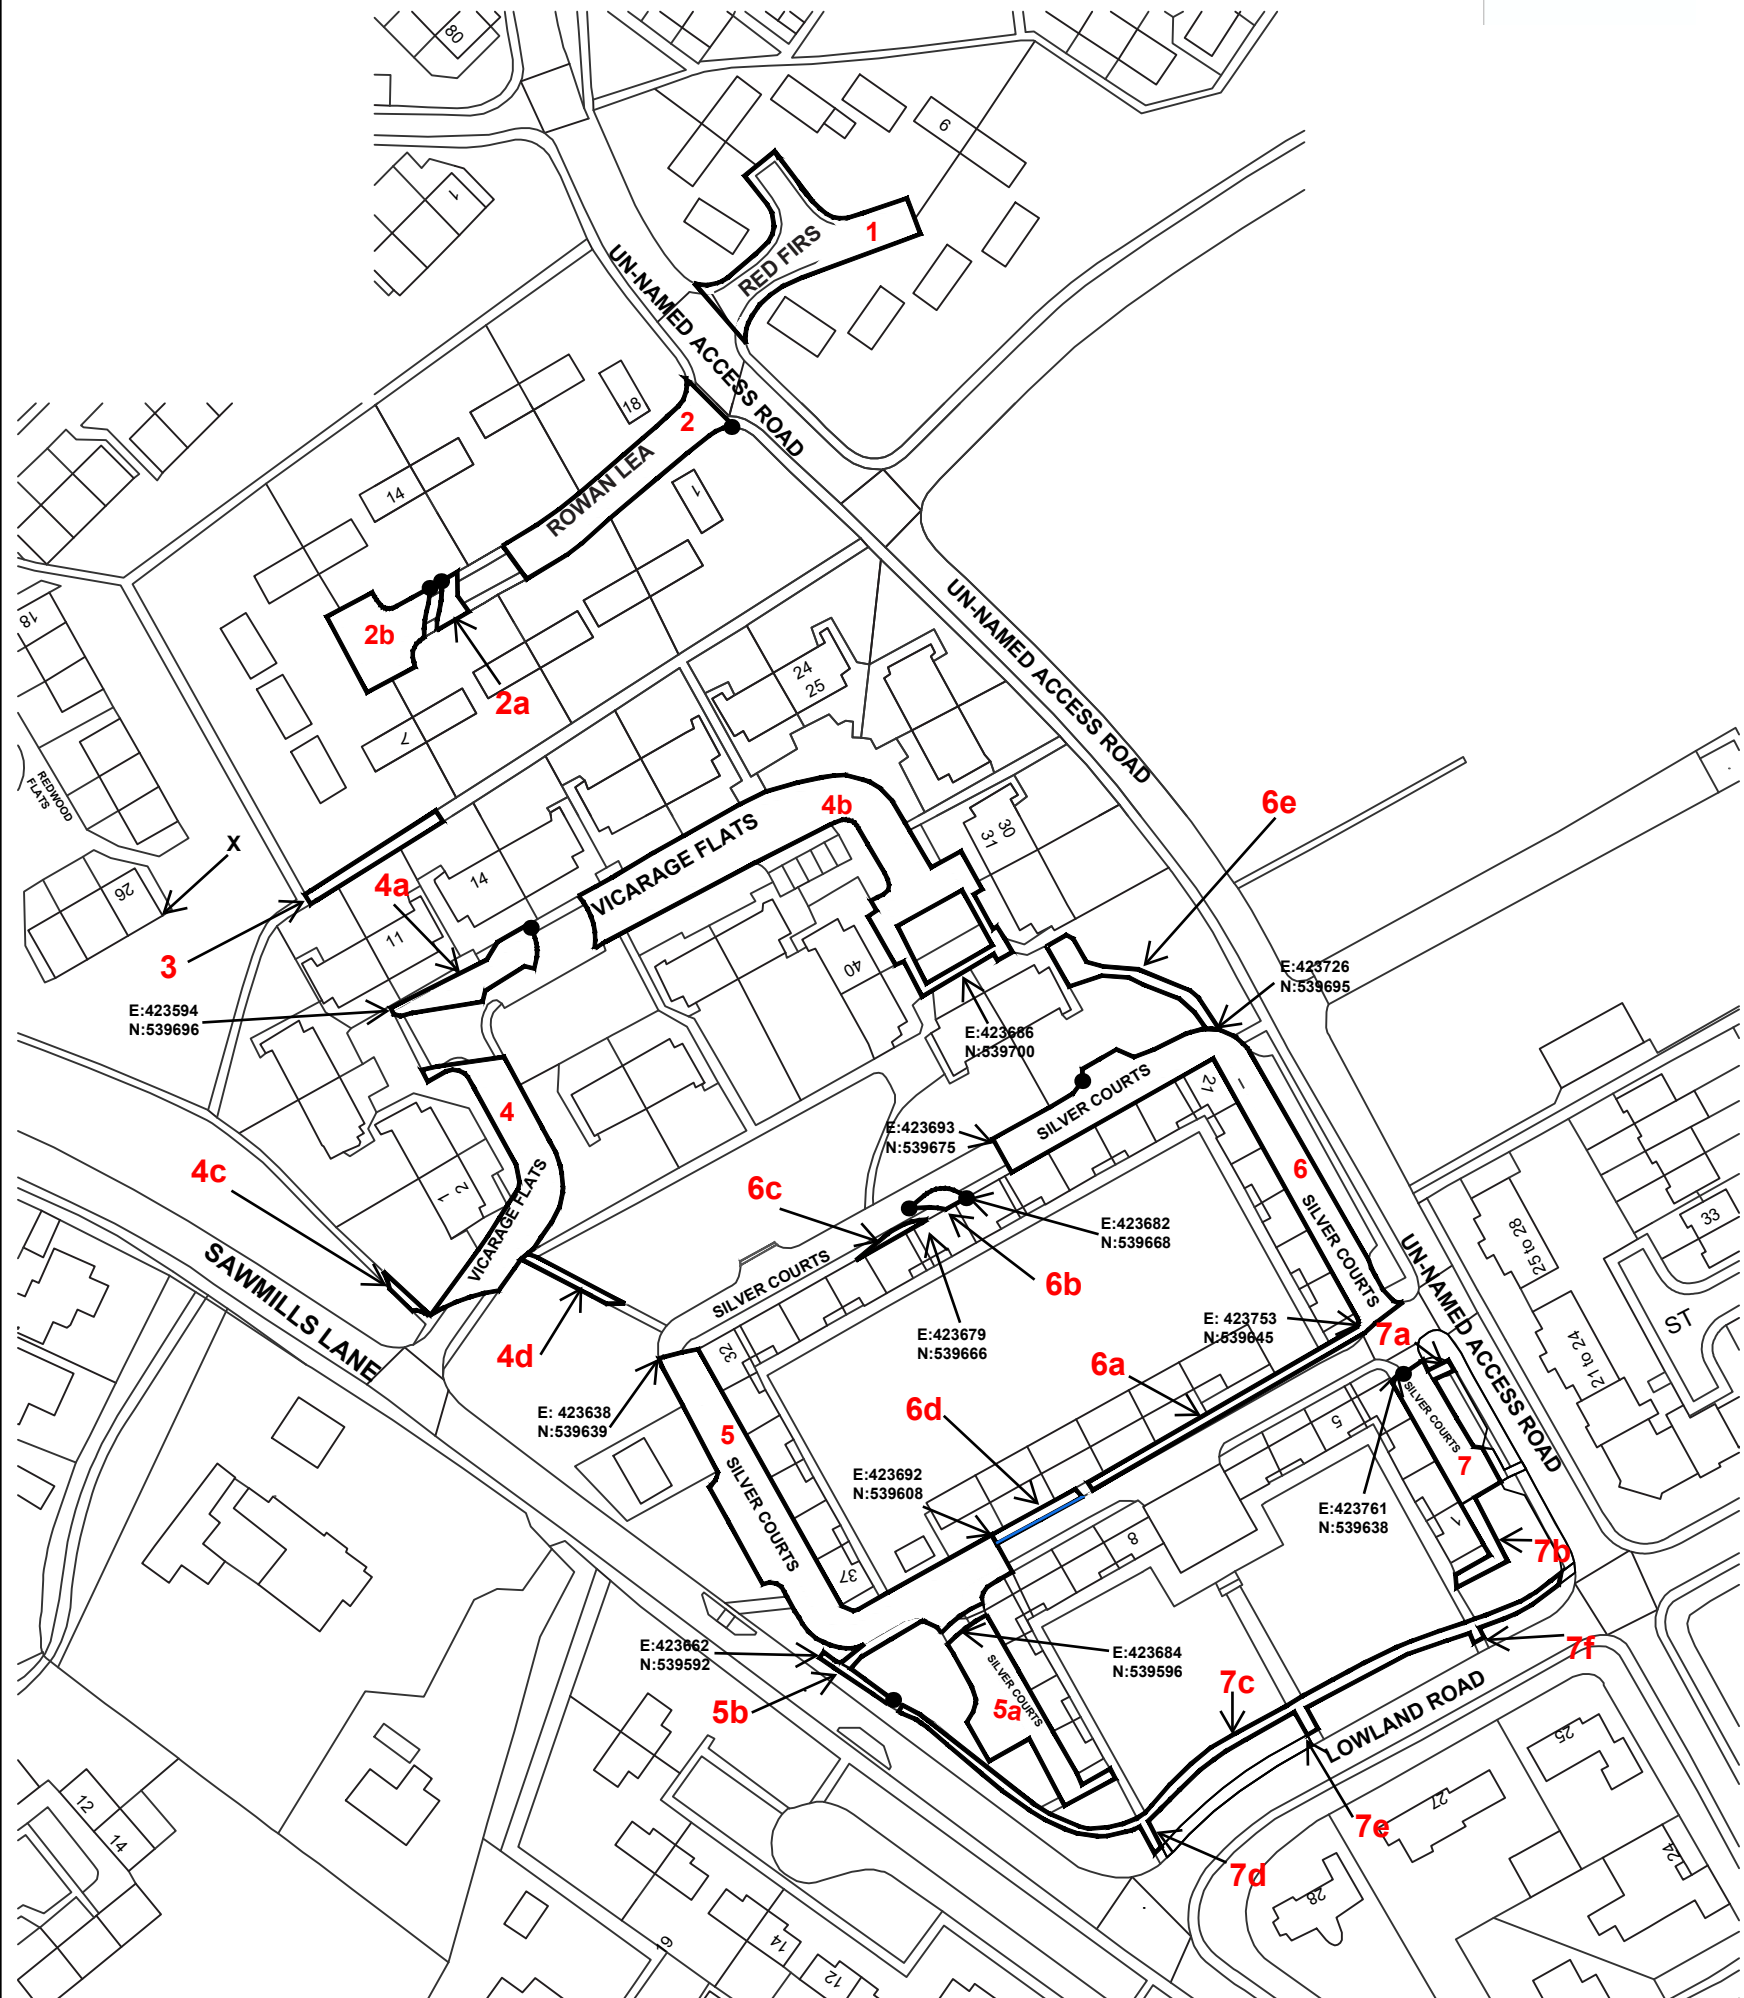 80
6
1
1
RED FIRS
UN-NAMED ACCESS ROAD
18
2
ROWAN LEA
14
1
18
2b
2a
7
24
25
UN-NAMED ACCESS ROAD
REDWOOD
FLATS
X
26
3
4a
14
11
4b
VICARAGE FLATS
30
31
6e
40
E:423594
N:539696
E:423726
N:539695
E:423686
N:539700
4
VICARAGE FLATS
1
2
4c
SAWMILLS LANE
4d
SILVER COURTS
21
1
E:423693
N:539675
6
SILVER COURTS
6c
6b
E:423682
N:539668
SILVER COURTS
E:423679
N:539666
25 to 28
33
UN-NAMED ACCESS ROAD
ST
21 to 24
E: 423753
N:539645
7a
6a
6d
32
E: 423638
N:539639
5
SILVER COURTS
37
E:423692
N:539608
8
5
SILVER COURTS
7
E:423761
N:539638
1
7b
7f
E:423662
N:539592
5b
E:423684
N:539596
SILVER COURTS
5a
7c
LOWLAND ROAD
7e
7d
25
27
24
28
12
14
16
14
12